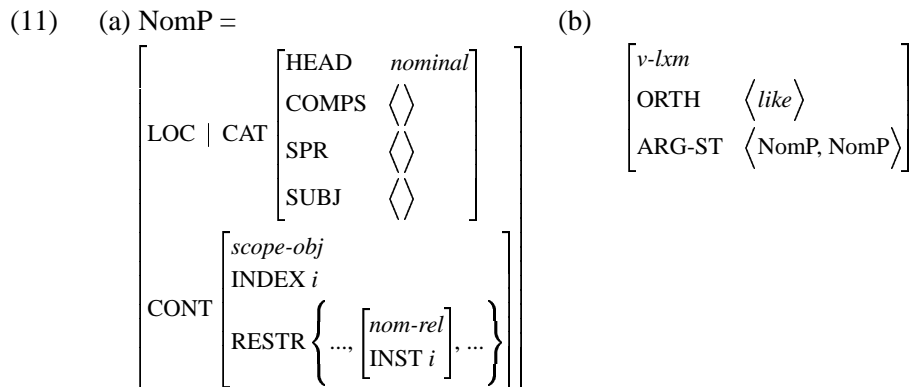 (11) (a) NomP = (b)
HEAD nominal
COMPS ⟨⟩
LOC | CAT
SPR ⟨⟩
SUBJ ⟨⟩
scope-obj
INDEX i
CONT
RESTR { ..., [nom-rel
INST i] , ... }
v-lxm
ORTH ⟨like⟩
ARG-ST ⟨NomP, NomP⟩